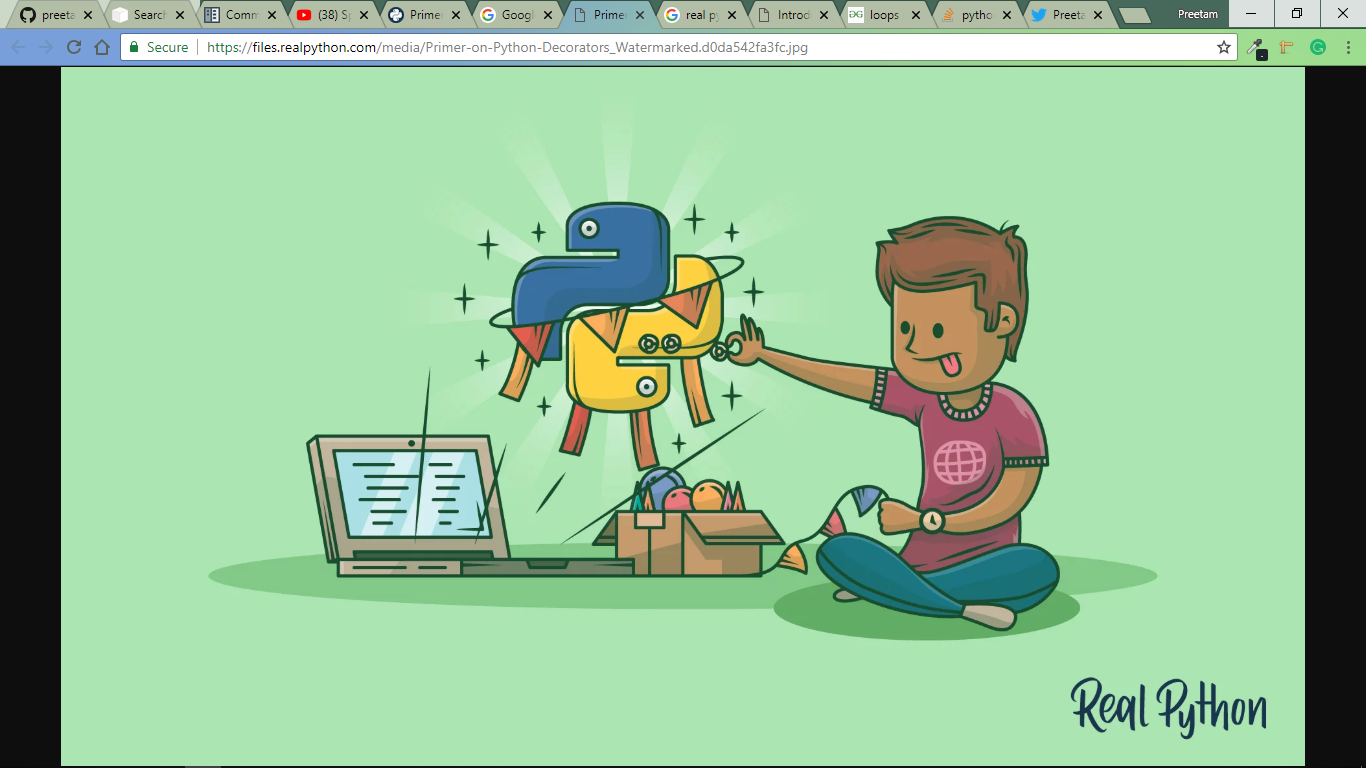 preeta
Search
Comm
(38) Sp
Primer
Google
Primer
real py
Introd
loops
pytho
Preeta
Preetam
Secure
https://files.realpython.com/media/Primer-on-Python-Decorators_Watermarked.d0da542fa3fc.jpg
Real Python